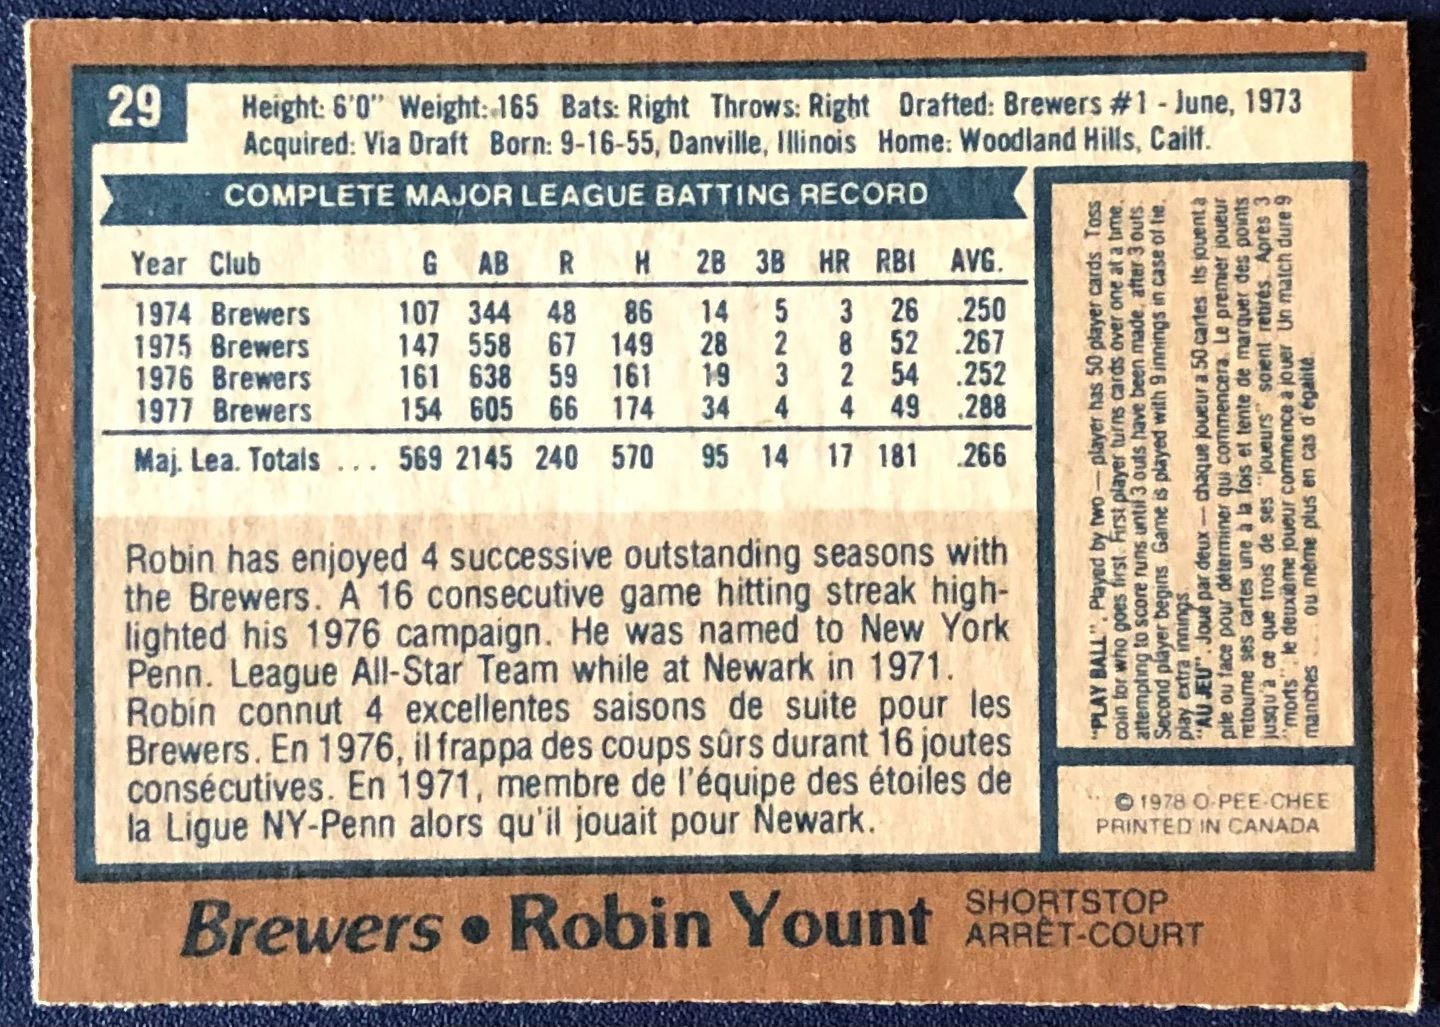 29
Height: 6'0" Weight: 165 Bats: Right Throws: Right Drafted: Brewers #1 - June, 1973
Acquired: Via Draft Born: 9-16-55, Danville, Illinois Home: Woodland Hills, Cailf.
COMPLETE MAJOR LEAGUE BATTING RECORD
Year Club G AB R H 2B 3B HR RBI AVG.
1974 Brewers 107 344 48 86 14 5 3 26 .250
1975 Brewers 147 558 67 149 28 2 8 52 .267
1976 Brewers 161 638 59 161 19 3 2 54 .252
1977 Brewers 154 605 66 174 34 4 4 49 .288
Maj. Lea. Totals ... 569 2145 240 570 95 14 17 181 .266
Robin has enjoyed 4 successive outstanding seasons with
the Brewers. A 16 consecutive game hitting streak high-
lighted his 1976 campaign. He was named to New York
Penn. League All-Star Team while at Newark in 1971.
Robin connut 4 excellentes saisons de suite pour les
Brewers. En 1976, il frappa des coups sûrs durant 16 joutes
consécutives. En 1971, membre de l'équipe des étoiles de
la Ligue NY-Penn alors qu'il jouait pour Newark.
"PLAY BALL". Played by two — player has 50 player cards. Toss
coin for who goes first. First player turns cards over one at a time,
attempting to score runs until 3 outs have been made, after 3 outs.
Second player begins. Game is played with 9 innings in case of tie,
play extra innings.
"AU JEU". Joué par deux — chaque joueur a 50 cartes. Ils jouent à
pile ou face pour déterminer qui commencera. Le premier joueur
retourne ses cartes une à la fois et tente de marquer des points
jusqu'à ce que trois de ses "joueurs" soient retirés. Après 3
"morts", le deuxième joueur commence à jouer. Un match dure 9
manches ... ou même plus en cas d'égalité.
© 1978 O-PEE-CHEE
PRINTED IN CANADA
Brewers • Robin Yount SHORTSTOP
ARRÊT-COURT